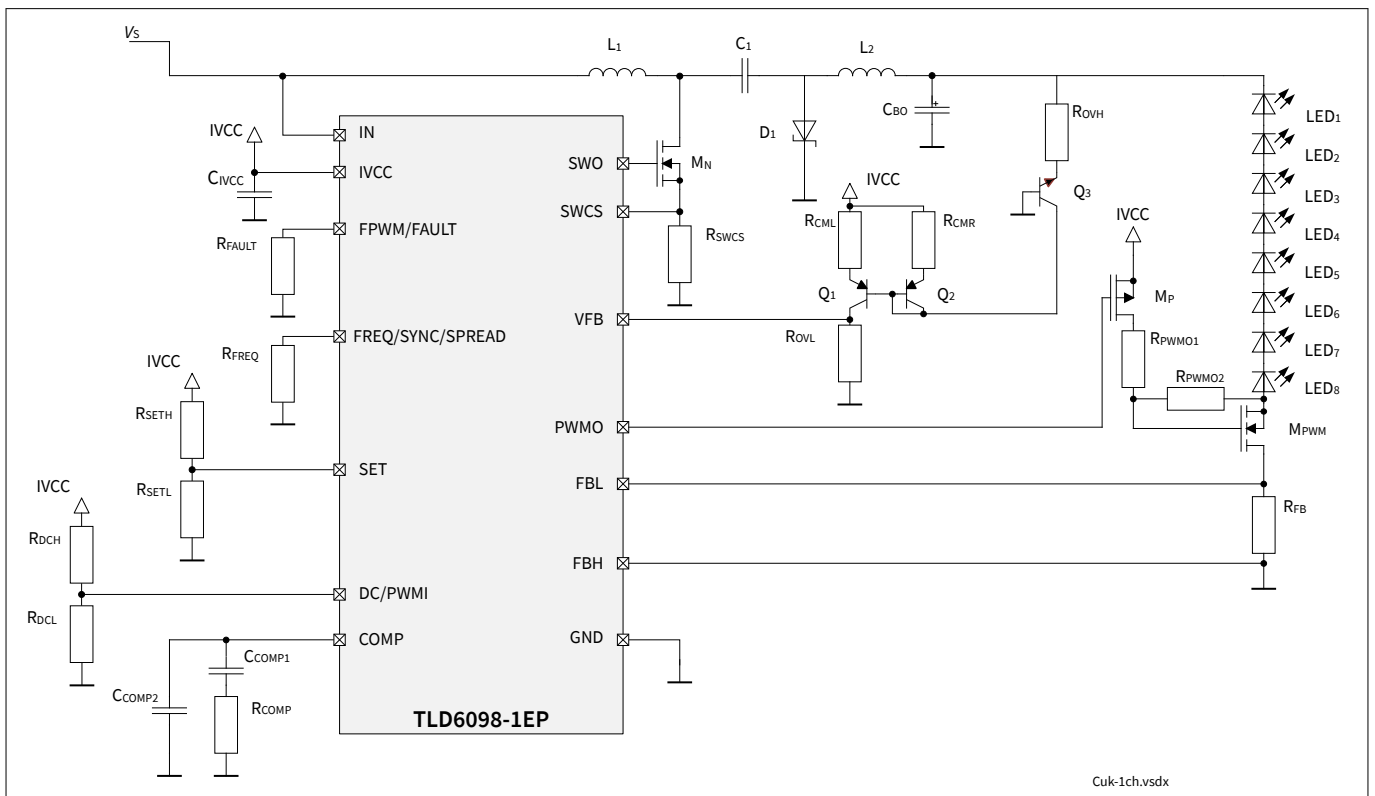 VS
L1
C1
L2
CBO
+
ROVH
LED1
LED2
LED3
LED4
LED5
LED6
LED7
LED8
IVCC
CIVCC
IN
IVCC
FPWM/FAULT
RFAULT
FREQ/SYNC/SPREAD
RFREQ
IVCC
RSETH
SET
RSETL
IVCC
RDCH
DC/PWMI
RDCL
COMP
CCOMP1
CCOMP2
RCOMP
SWO
SWCS
VFB
PWMO
FBL
FBH
GND
TLD6098-1EP
MN
RSWCS
D1
IVCC
RCML
RCMR
Q1
Q2
Q3
ROVL
IVCC
MP
RPWMO1
RPWMO2
MPWM
RFB
Cuk-1ch.vsdx